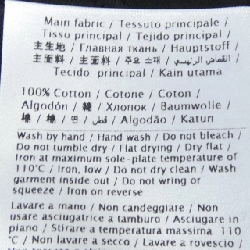 Main fabric / Tessuto principale /
Tissu principal / Tejido principal /
主生地 / Главная ткань / Hauptstoff /
主面料 / 主面料 / 주요 소재 / القماش الرئيسي /
Tecido principal / Kain utama
100% Cotton / Cotone / Coton /
Algodón / 綿 / Хлопок / Baumwolle /
棉 / 棉 / 면 / قطن / Algodão / Katun
Wash by hand / Hand wash / Do not bleach /
Do not tumble dry / Flat drying / Dry flat /
Iron at maximum sole-plate temperature of
110°C / Iron, low / Do not dry clean / Wash
garment inside out / Do not wring or
squeeze / Iron on reverse
Lavare a mano / Non candeggiare / Non
usare asciugatrice a tamburo / Asciugare in
piano / Stirare a temperatura massima 110
°C / Non lavare a secco / Lavare a rovescio /